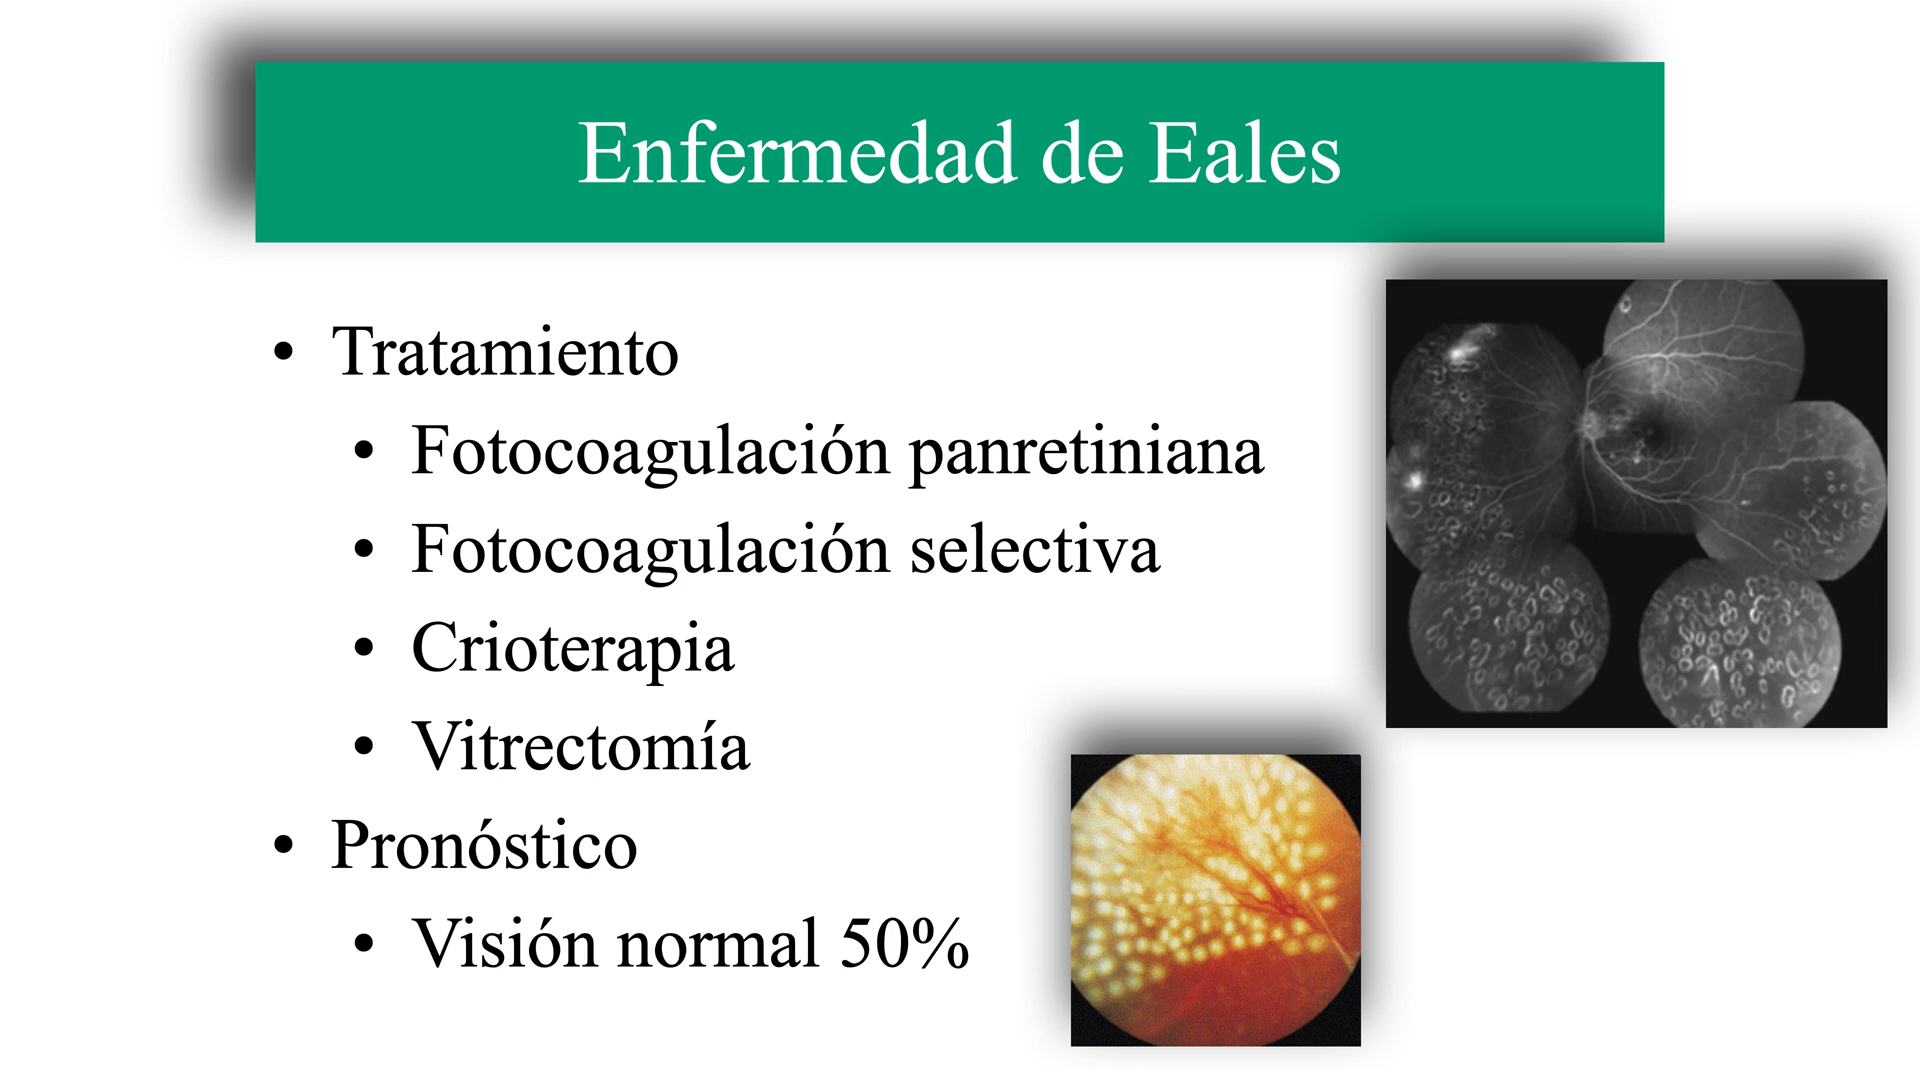 Enfermedad de Eales
• Tratamiento
• Fotocoagulación panretiniana
• Fotocoagulación selectiva
• Crioterapia
• Vitrectomía
• Pronóstico
• Visión normal 50%